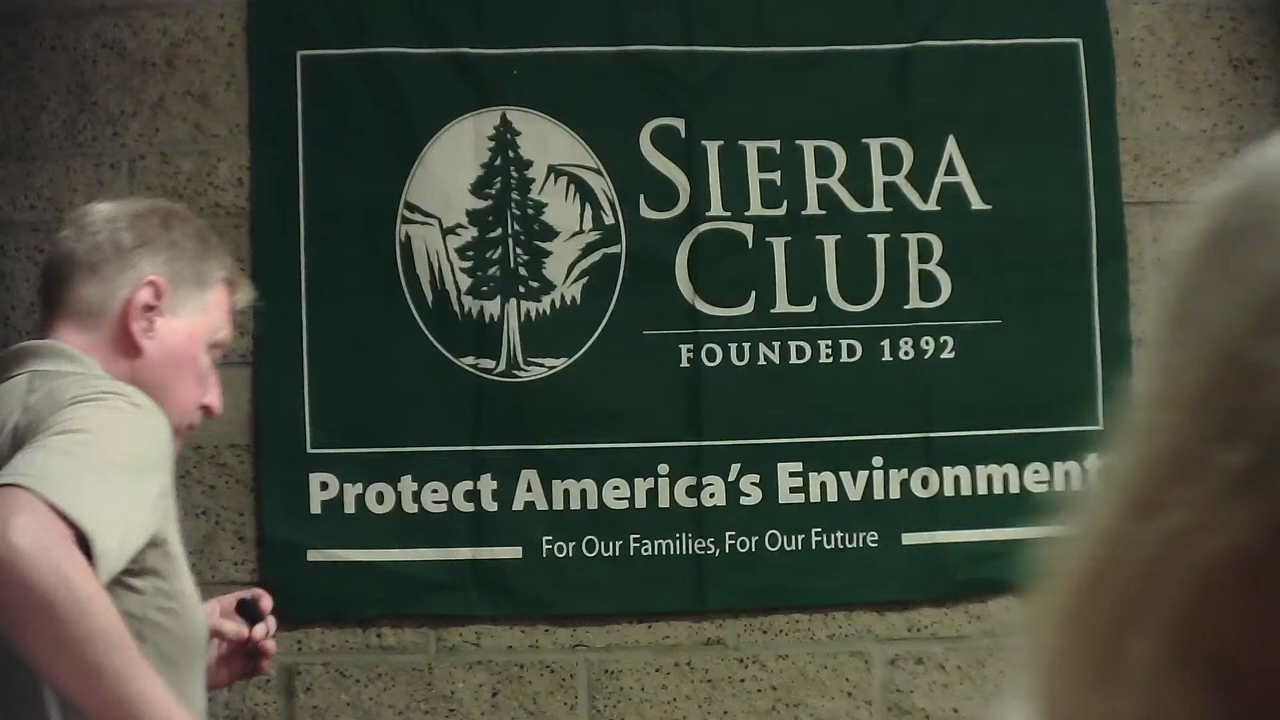 SIERRA
CLUB
FOUNDED 1892
Protect America's Environment
For Our Families, For Our Future